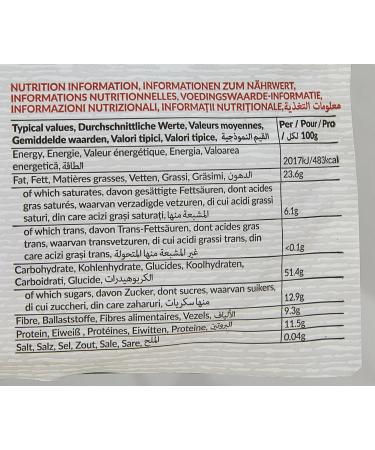 NUTRITION INFORMATION, INFORMATIONEN ZUM NÄHRWERT,
INFORMATIONS NUTRITIONNELLES, VOEDINGSWAARDE-INFORMATIE,
INFORMAZIONI NUTRIZIONALI, INFORMAȚII NUTRIȚIONALE, معلومات التغذية
Typical values, Durchschnittliche Werte, Valeurs moyennes, Per / Pour / Pro
Gemiddelde waarden, Valori tipici, Valori tipice, القيم النموذجية 100g / لكل
Energy, Energie, Valeur énergétique, Energia, Valoarea
energetică, الطاقة 2017kJ/483kcal
Fat, Fett, Matières grasses, Vetten, Grassi, Grăsimi, الدهون 23.6g
of which saturates, davon gesättigte Fettsäuren, dont acides
gras saturés, waarvan verzadigde vetzuren, di cui acidi grassi
saturi, din care acizi grași saturați, المشبعة منها 6.1g
of which trans, davon Trans-Fettsäuren, dont acides gras
trans, waarvan transvetzuren, di cui acidi grassi trans, din
care acizi grași trans, غير المشبعة منها المتحولة <0.1g
Carbohydrate, Kohlenhydrate, Glucides, Koolhydraten,
Carboidrati, Glucide, الكربوهيدرات 51.4g
of which sugars, davon Zucker, dont sucres, waarvan suikers,
di cui zuccheri, din care zaharuri, منها سكريات 12.9g
Fibre, Ballaststoffe, Fibres alimentaires, Vezels, الألياف 9.3g
Protein, Eiweiß, Protéines, Eiwitten, Proteine, البروتين 11.5g
Salt, Salz, Sel, Zout, Sale, Sare, الملح 0.04g